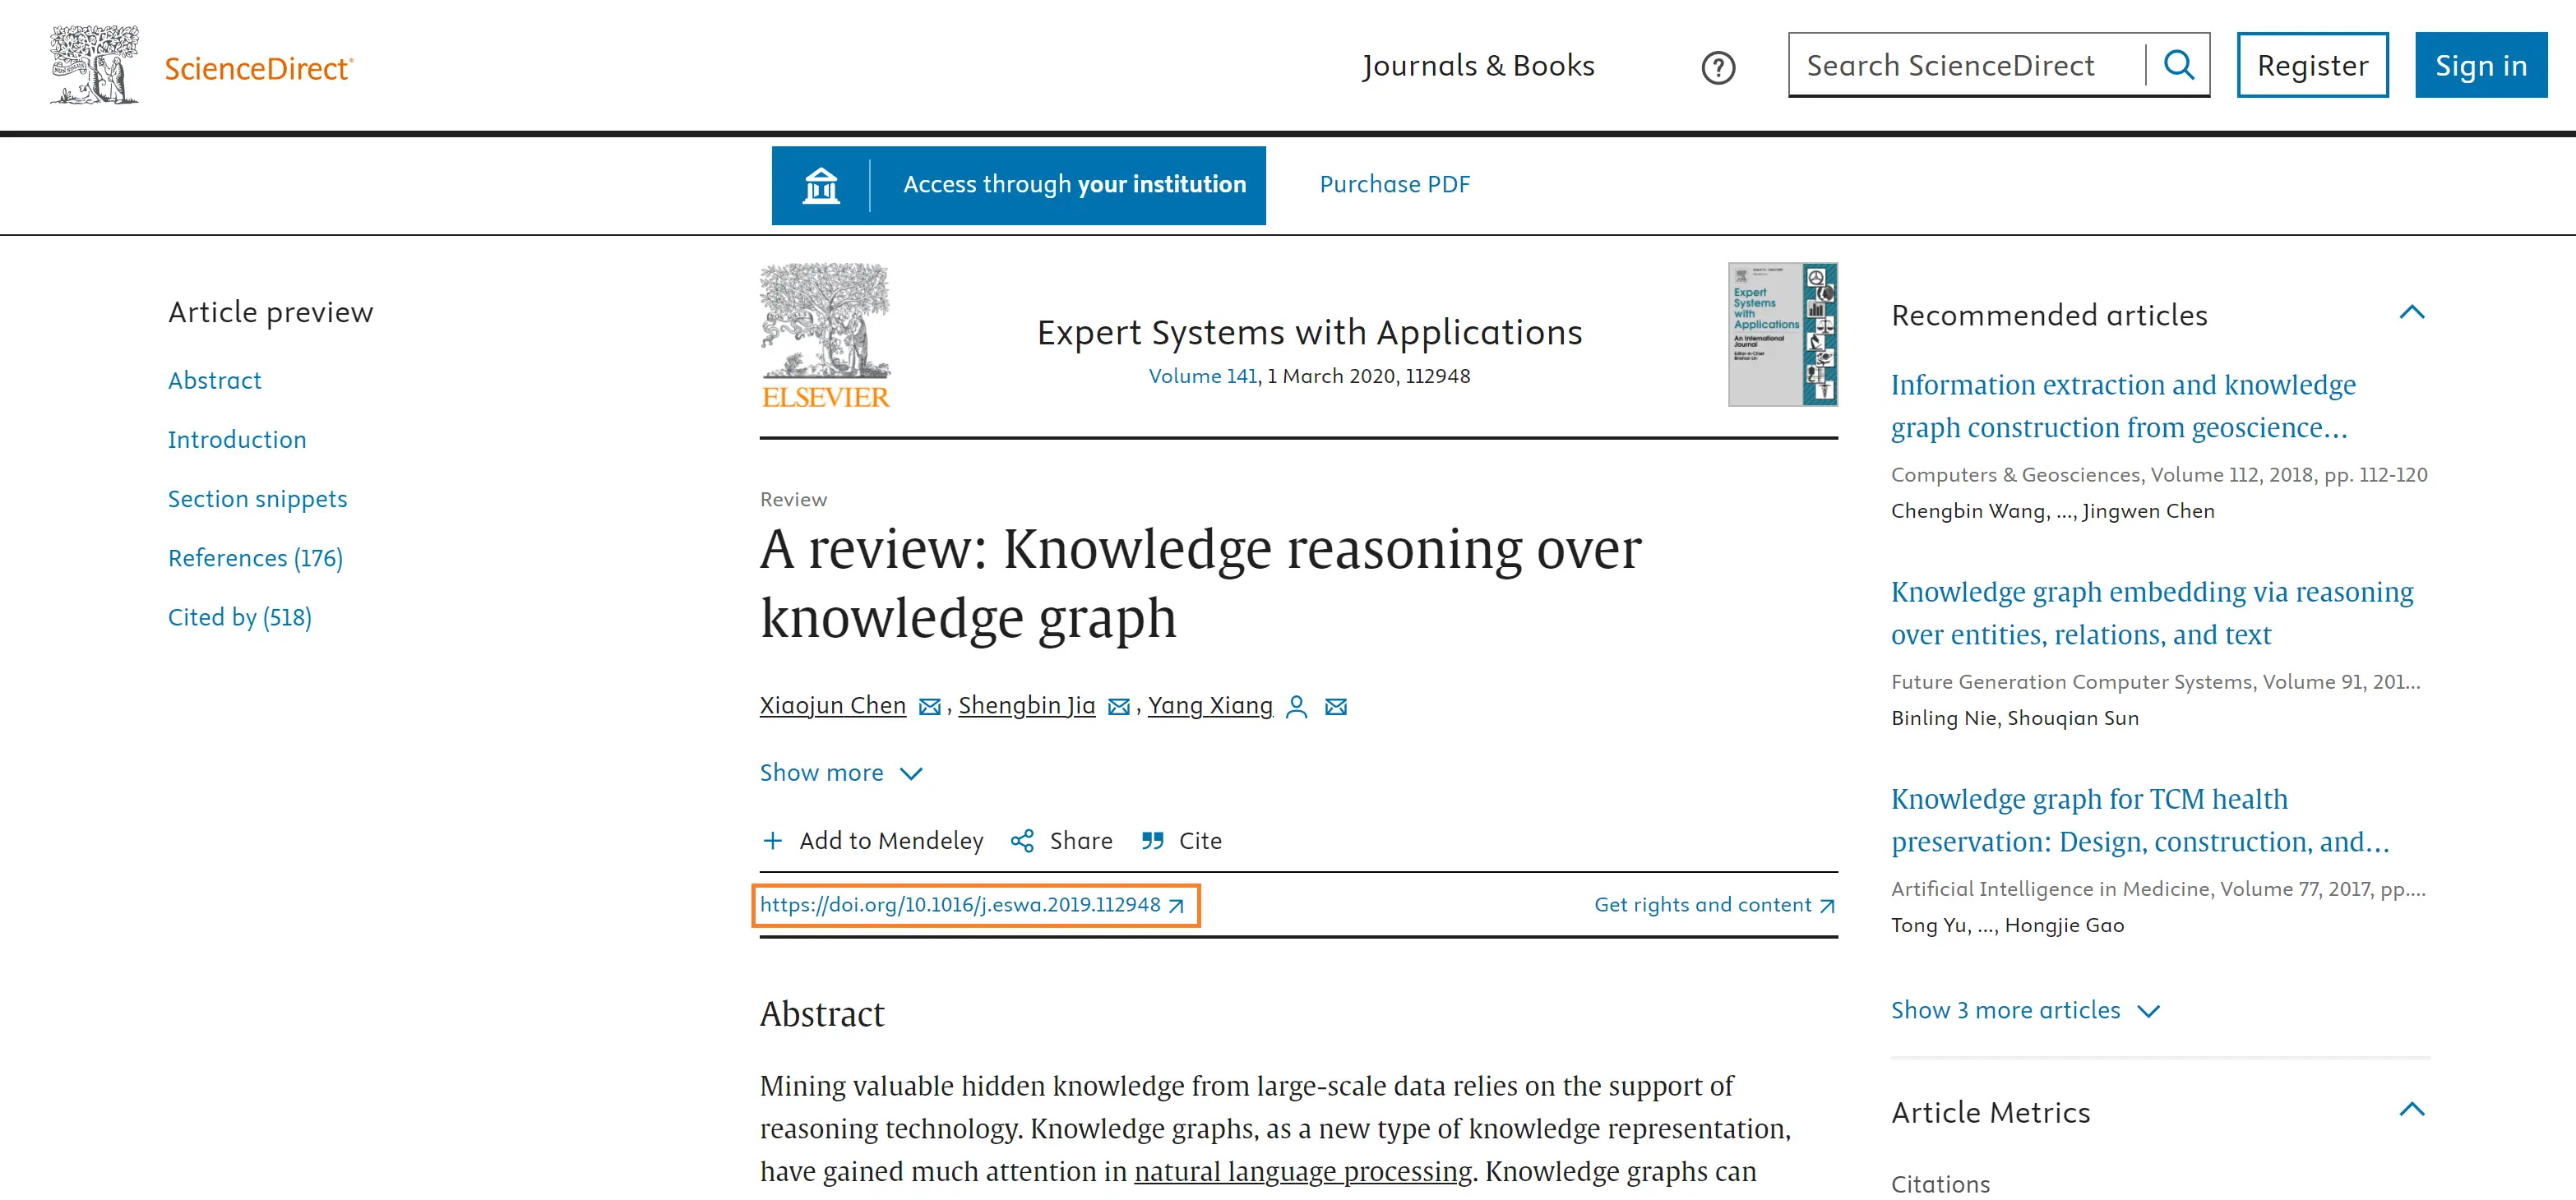 ScienceDirect
Journals & Books
?
Search ScienceDirect
Register
Sign in
Access through your institution
Purchase PDF
Article preview
Abstract
Introduction
Section snippets
References (176)
Cited by (518)
ELSEVIER
Expert Systems with Applications
Volume 141, 1 March 2020, 112948
Expert
Systems
with
Applications
An International
Journal
Review
A review: Knowledge reasoning over
knowledge graph
Xiaojun Chen , Shengbin Jia , Yang Xiang
Show more
Add to Mendeley Share Cite
https://doi.org/10.1016/j.eswa.2019.112948
Get rights and content
Abstract
Mining valuable hidden knowledge from large-scale data relies on the support of
reasoning technology. Knowledge graphs, as a new type of knowledge representation,
have gained much attention in natural language processing. Knowledge graphs can
Recommended articles
Information extraction and knowledge
graph construction from geoscience…
Computers & Geosciences, Volume 112, 2018, pp. 112-120
Chengbin Wang, …, Jingwen Chen
Knowledge graph embedding via reasoning
over entities, relations, and text
Future Generation Computer Systems, Volume 91, 201…
Binling Nie, Shouqian Sun
Knowledge graph for TCM health
preservation: Design, construction, and…
Artificial Intelligence in Medicine, Volume 77, 2017, pp.…
Tong Yu, …, Hongjie Gao
Show 3 more articles
Article Metrics
Citations